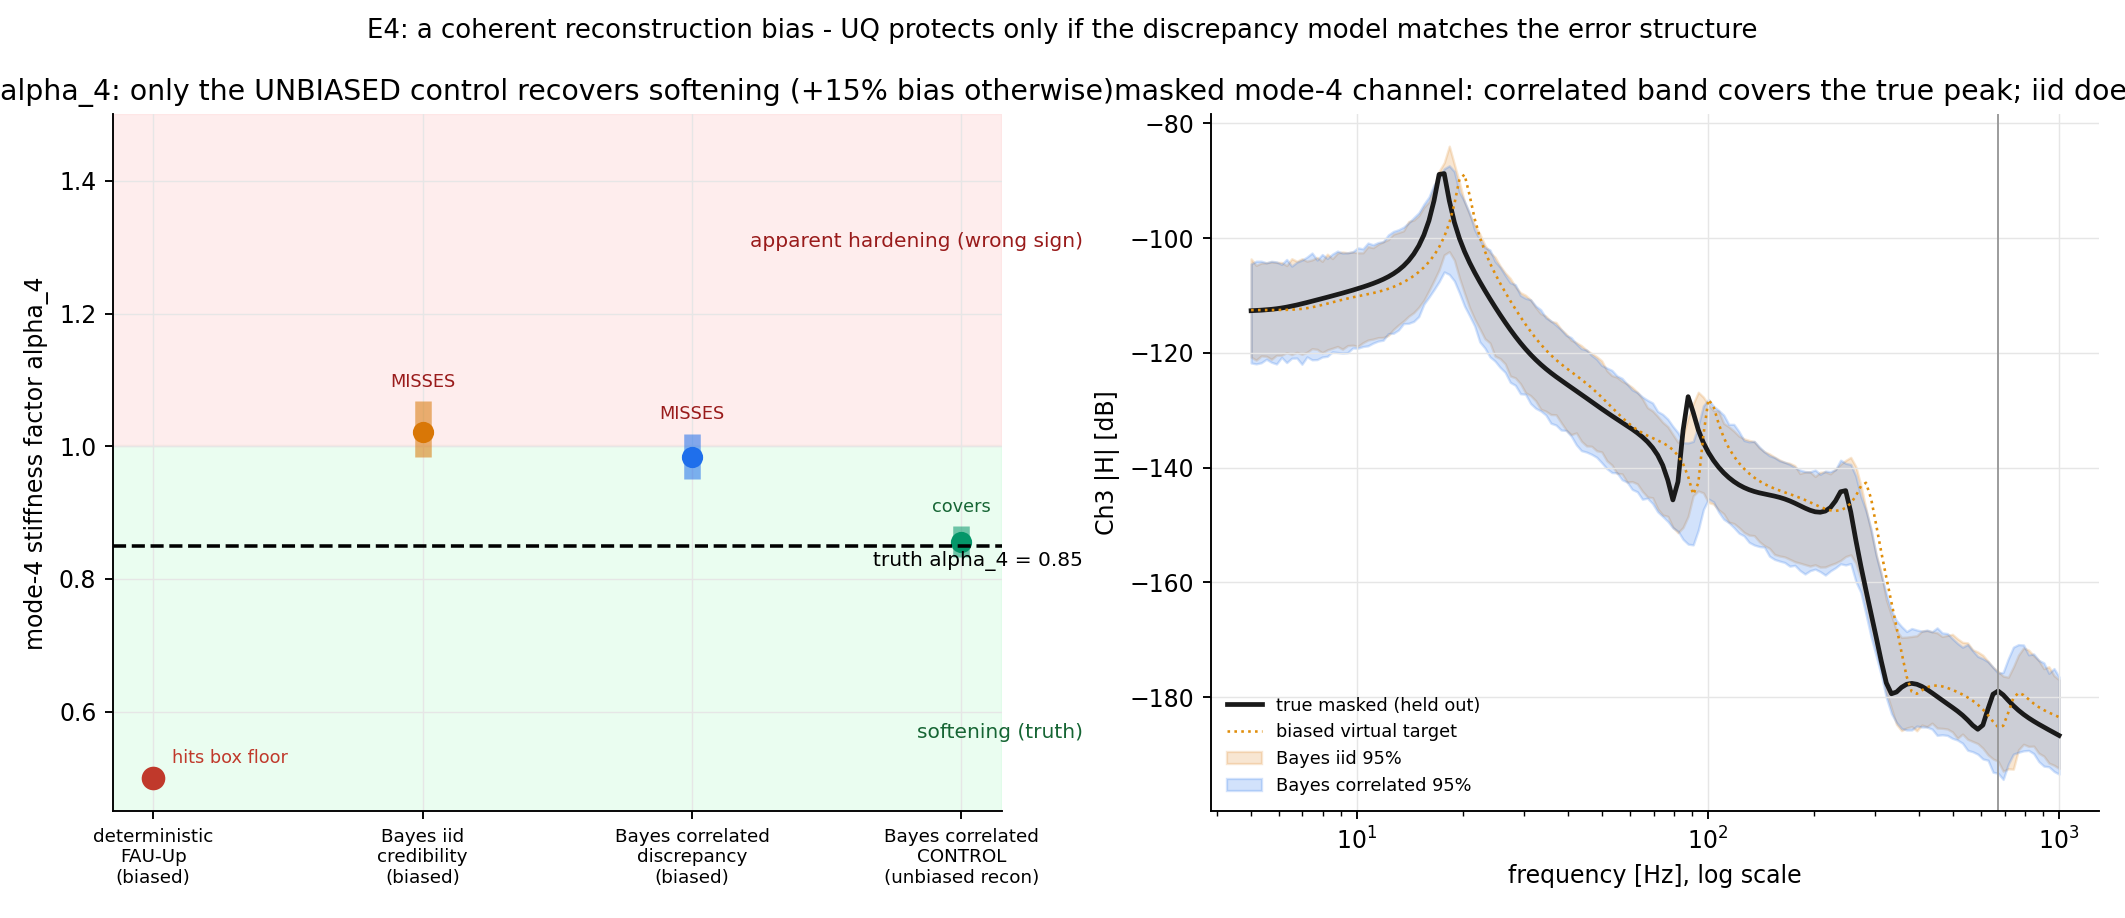 E4: a coherent reconstruction bias - UQ protects only if the discrepancy model matches the error structure
alpha_4: only the UNBIASED control recovers softening (+15% bias otherwise)
mode-4 stiffness factor alpha_4
1.4
1.2
1.0
0.8
0.6
apparent hardening (wrong sign)
MISSES
MISSES
covers
truth alpha_4 = 0.85
softening (truth)
hits box floor
deterministic
FAU-Up
(biased)
Bayes iid
credibility
(biased)
Bayes correlated
discrepancy
(biased)
Bayes correlated
CONTROL
(unbiased recon)
masked mode-4 channel: correlated band covers the true peak; iid doe
Ch3 |H| [dB]
−80
−100
−120
−140
−160
−180
true masked (held out)
biased virtual target
Bayes iid 95%
Bayes correlated 95%
10¹
10²
10³
frequency [Hz], log scale